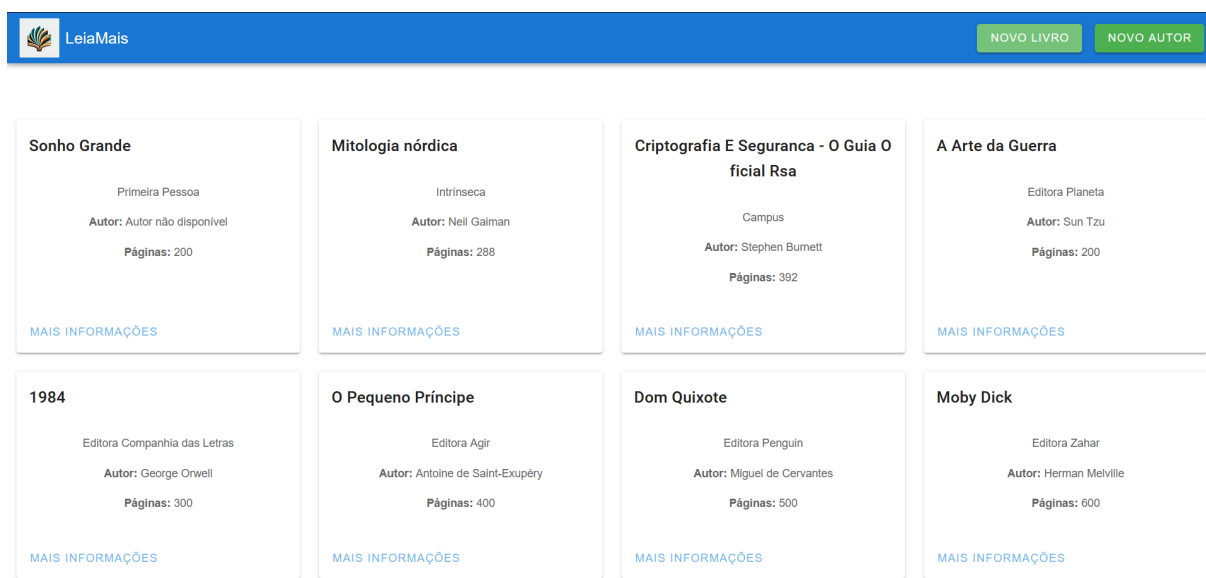 LeiaMais
NOVO LIVRO
NOVO AUTOR
Sonho Grande
Primeira Pessoa
Autor: Autor não disponível
Páginas: 200
MAIS INFORMAÇÕES
Mitologia nórdica
Intrínseca
Autor: Neil Gaiman
Páginas: 288
MAIS INFORMAÇÕES
Criptografia E Seguranca - O Guia O
ficial Rsa
Campus
Autor: Stephen Burnett
Páginas: 392
MAIS INFORMAÇÕES
A Arte da Guerra
Editora Planeta
Autor: Sun Tzu
Páginas: 200
MAIS INFORMAÇÕES
1984
Editora Companhia das Letras
Autor: George Orwell
Páginas: 300
MAIS INFORMAÇÕES
O Pequeno Príncipe
Editora Agir
Autor: Antoine de Saint-Exupéry
Páginas: 400
MAIS INFORMAÇÕES
Dom Quixote
Editora Penguin
Autor: Miguel de Cervantes
Páginas: 500
MAIS INFORMAÇÕES
Moby Dick
Editora Zahar
Autor: Herman Melville
Páginas: 600
MAIS INFORMAÇÕES